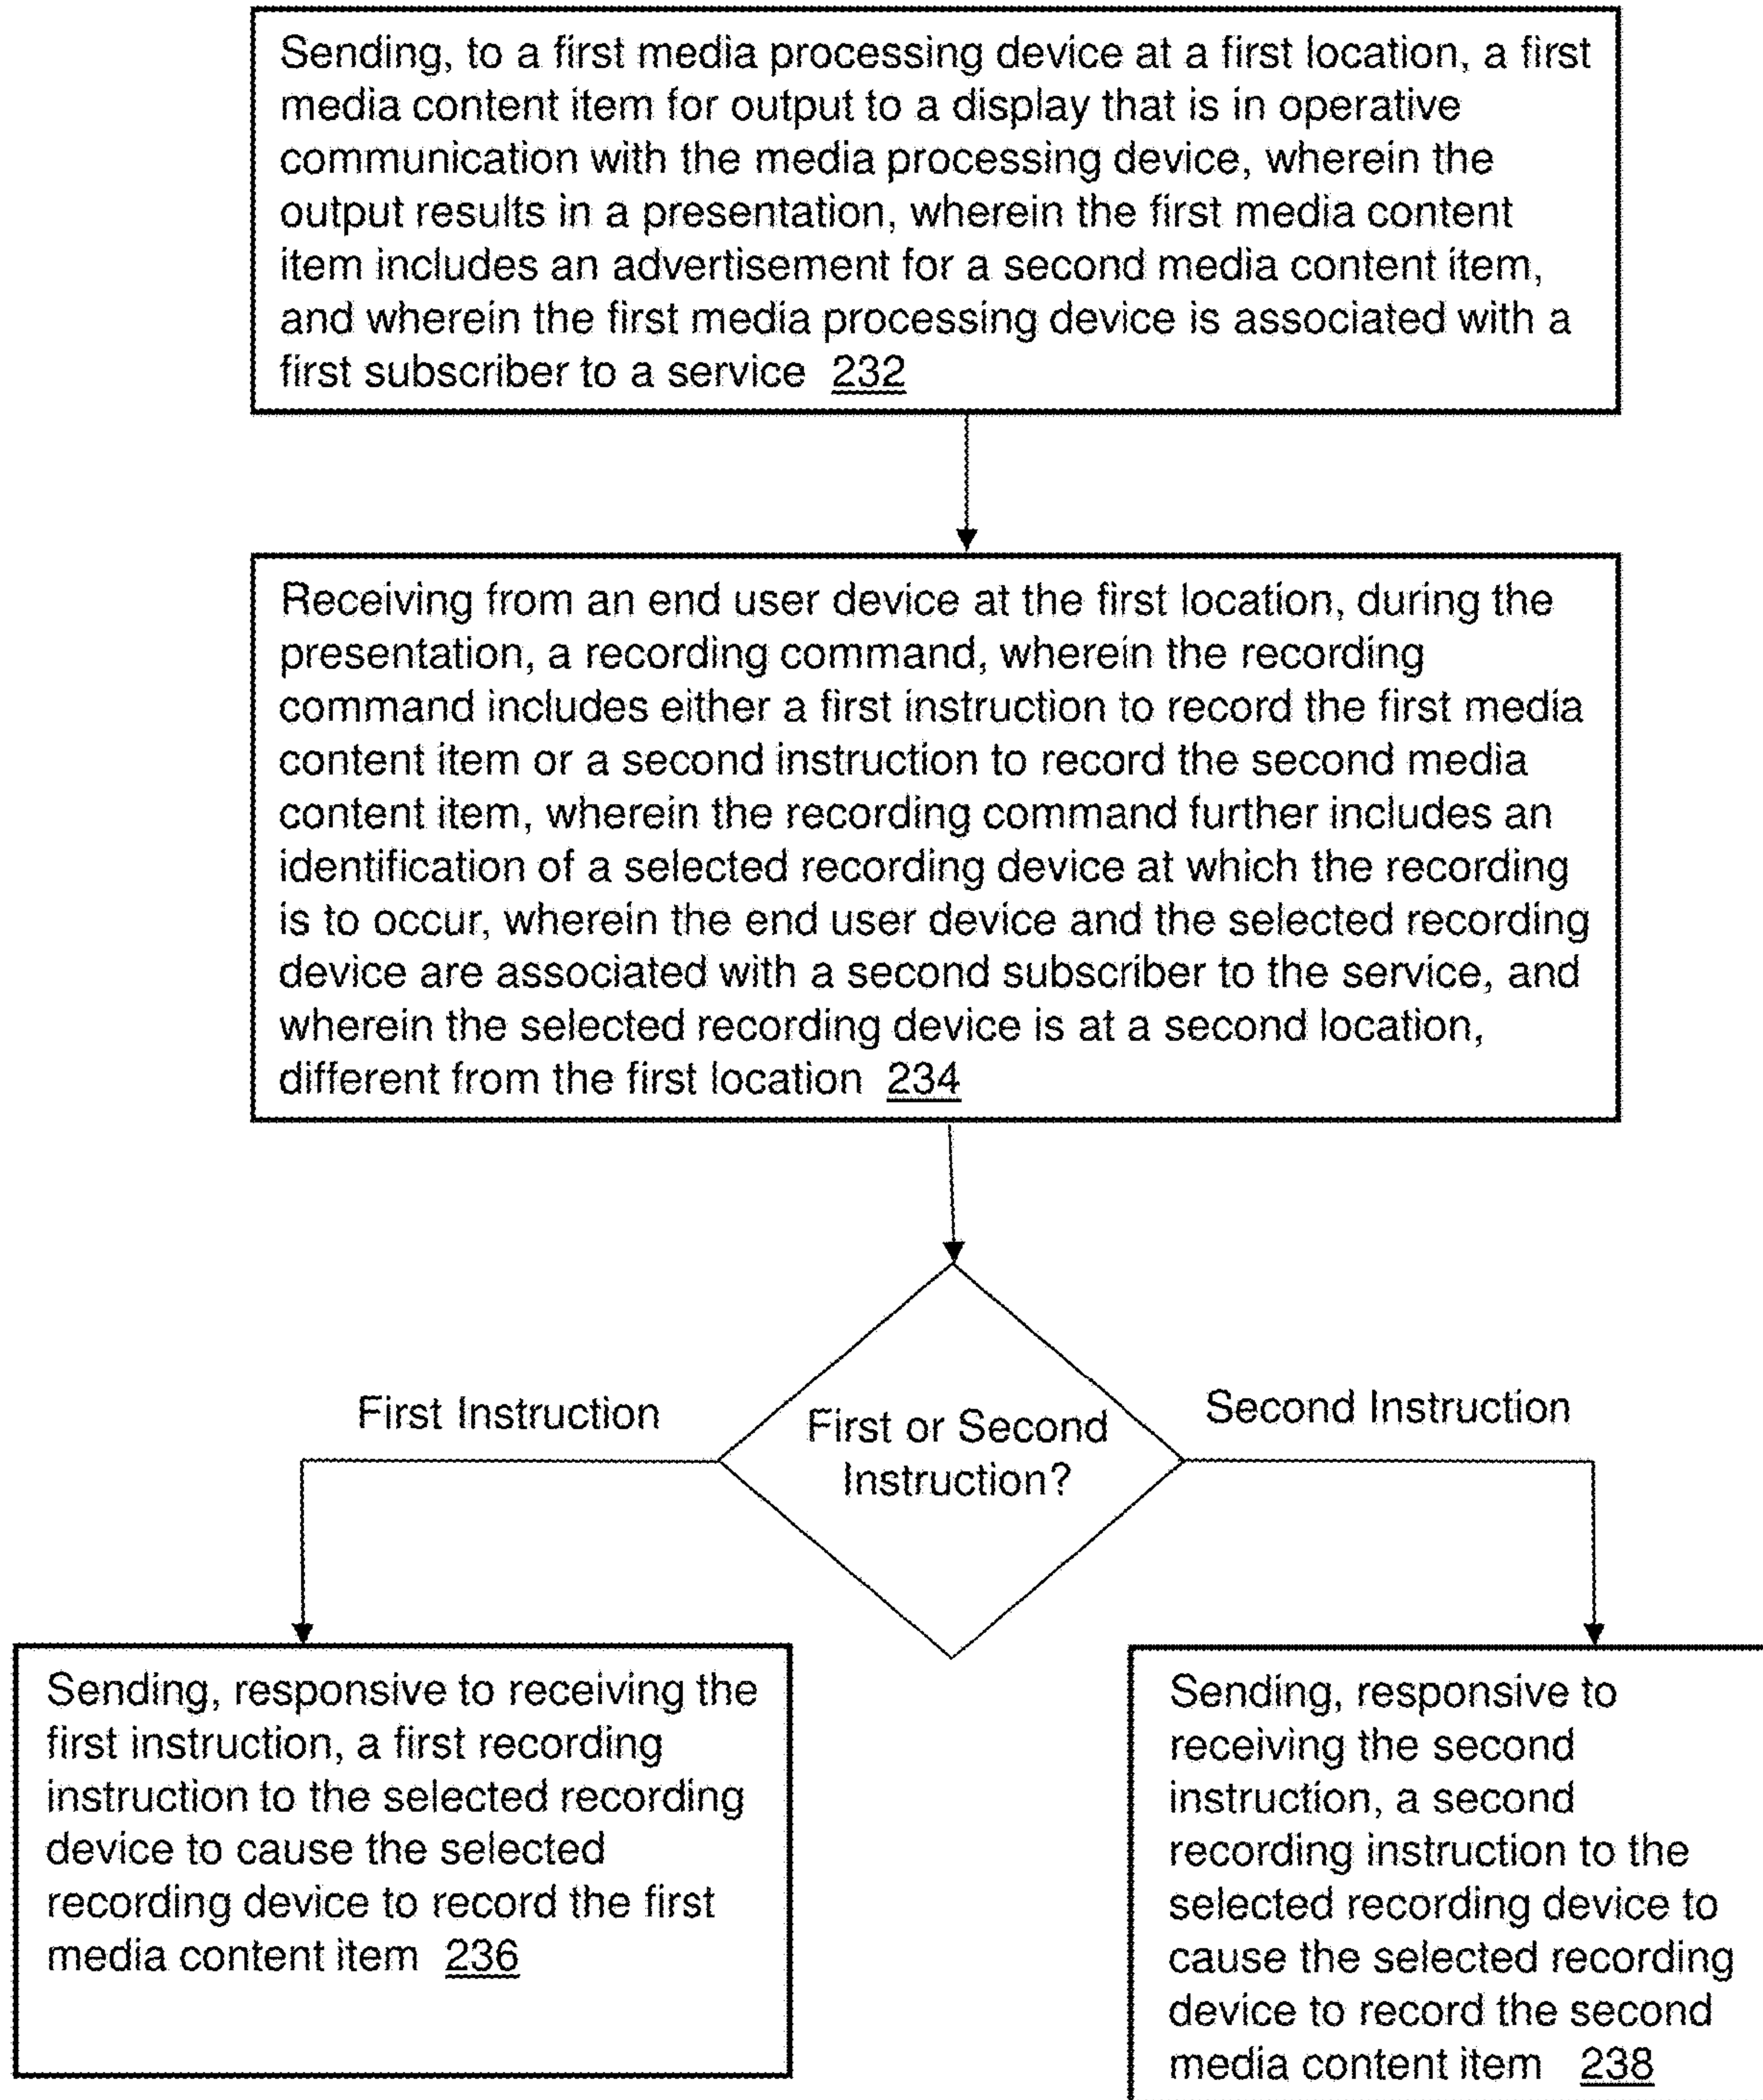 Sending, to a first media processing device at a first location, a first
media content item for output to a display that is in operative
communication with the media processing device, wherein the
output results in a presentation, wherein the first media content
item includes an advertisement for a second media content item,
and wherein the first media processing device is associated with a
first subscriber to a service 232
Receiving from an end user device at the first location, during the
presentation, a recording command, wherein the recording
command includes either a first instruction to record the first media
content item or a second instruction to record the second media
content item, wherein the recording command further includes an
identification of a selected recording device at which the recording
is to occur, wherein the end user device and the selected recording
device are associated with a second subscriber to the service, and
wherein the selected recording device is at a second location,
different from the first location 234
First or Second
Instruction?
First Instruction
Second Instruction
Sending, responsive to receiving the
first instruction, a first recording
instruction to the selected recording
device to cause the selected
recording device to record the first
media content item 236
Sending, responsive to
receiving the second
instruction, a second
recording instruction to the
selected recording device to
cause the selected recording
device to record the second
media content item 238